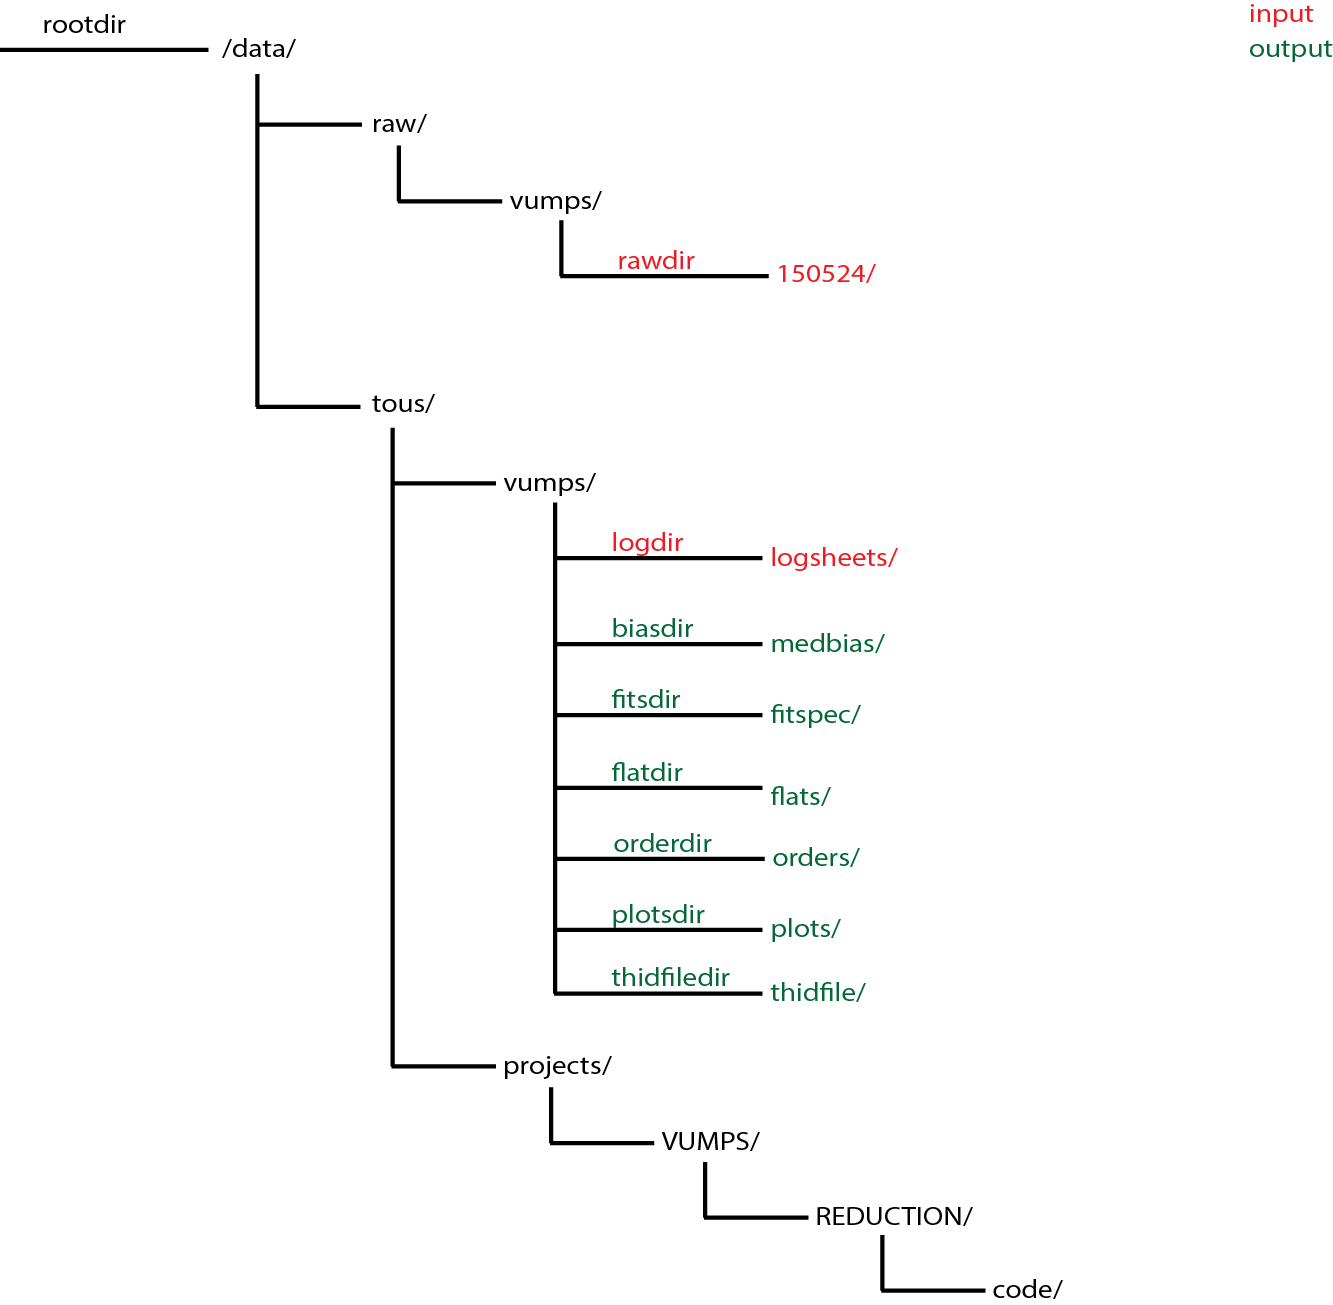 rootdir
/data/
input
output
raw/
vumps/
rawdir
150524/
tous/
vumps/
logdir
logsheets/
biasdir
medbias/
fitsdir
fitspec/
flatdir
flats/
orderdir
orders/
plotsdir
plots/
thidfiledir
thidfile/
projects/
VUMPS/
REDUCTION/
code/